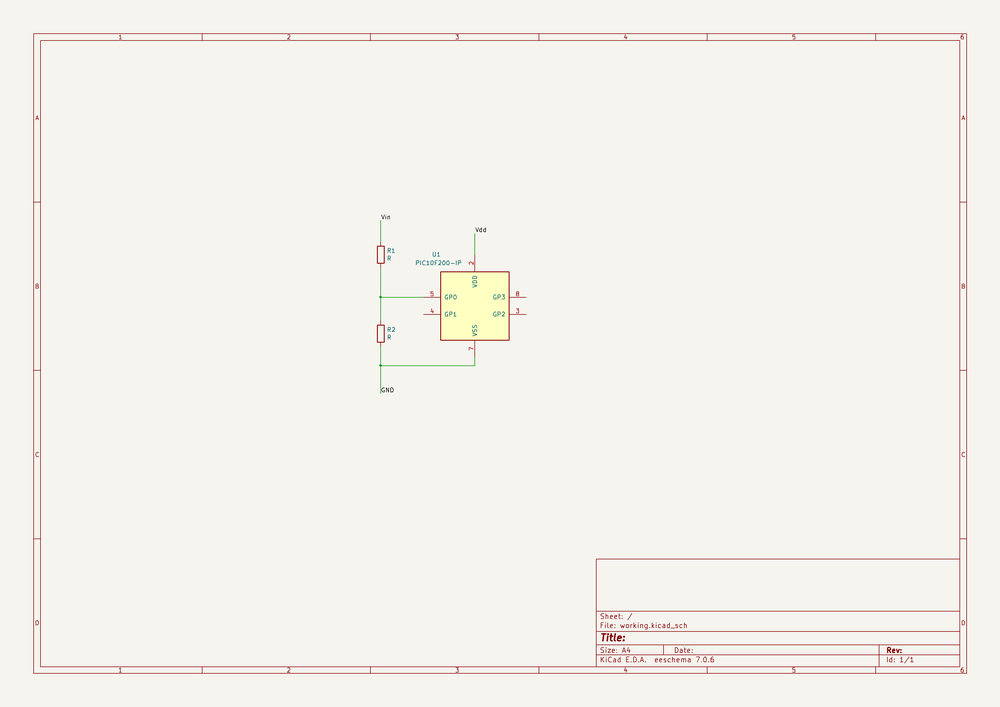 1 2 3 4 5 6
A A
Vin
Vdd
R1
R
U1
PIC10F200-IP
2
VDD
B B
5 GP0 GP3 8
4 GP1 GP2 3
VSS
7
R2
R
GND
C C
Sheet: /
File: working.kicad_sch
D D
Title:
Size: A4 Date: Rev:
KiCad E.D.A. eeschema 7.0.6 Id: 1/1
1 2 3 4 5 6